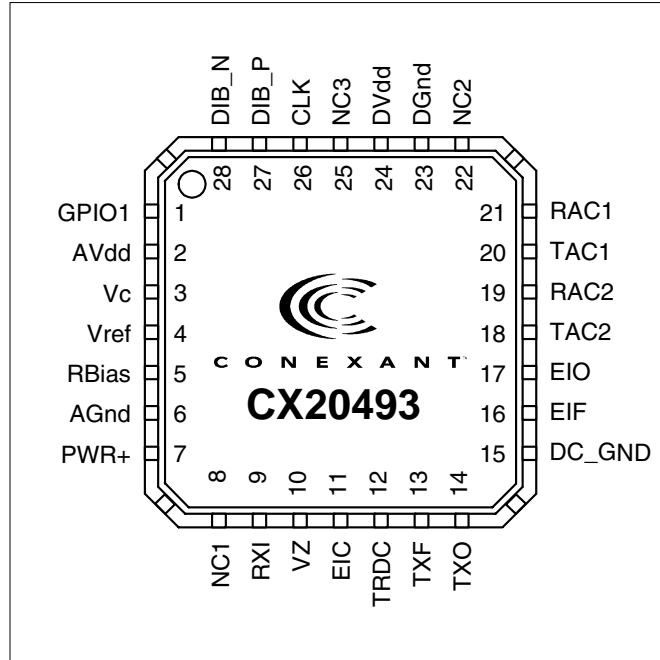 DIB_N
DIB_P
CLK
NC3
DVdd
DGnd
NC2
28
27
26
25
24
23
22
GPIO1 1
AVdd 2
Vc 3
Vref 4
RBias 5
AGnd 6
PWR+ 7
CONEXANT™
CX20493
21 RAC1
20 TAC1
19 RAC2
18 TAC2
17 EIO
16 EIF
15 DC_GND
8
9
10
11
12
13
14
NC1
RXI
VZ
EIC
TRDC
TXF
TXO